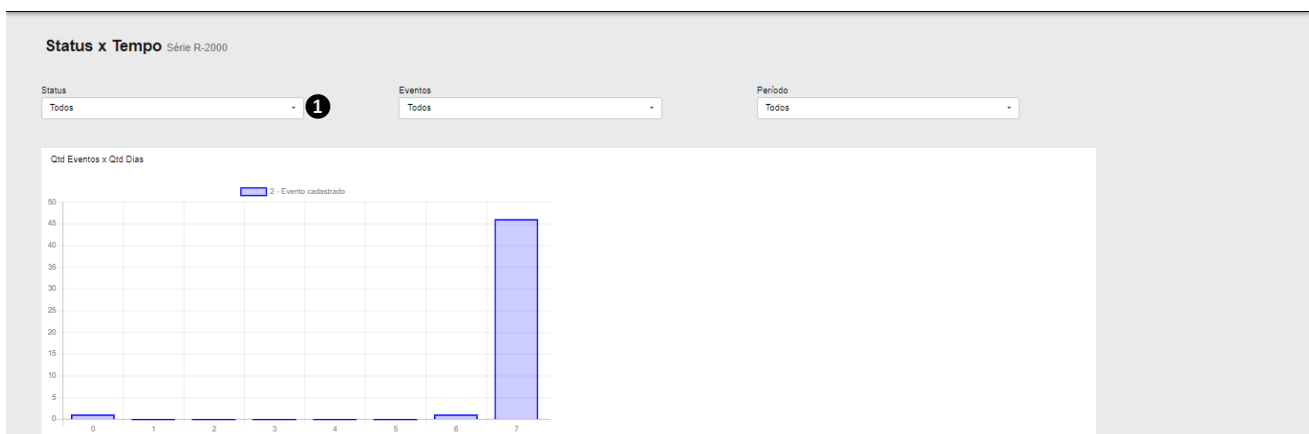 Status x Tempo Série R-2000
Status
Eventos
Período
Todos
1
Todos
Todos
Qtd Eventos x Qtd Dias
2 - Evento cadastrado
50
45
40
35
30
25
20
15
10
5
0
0 1 2 3 4 5 6 7